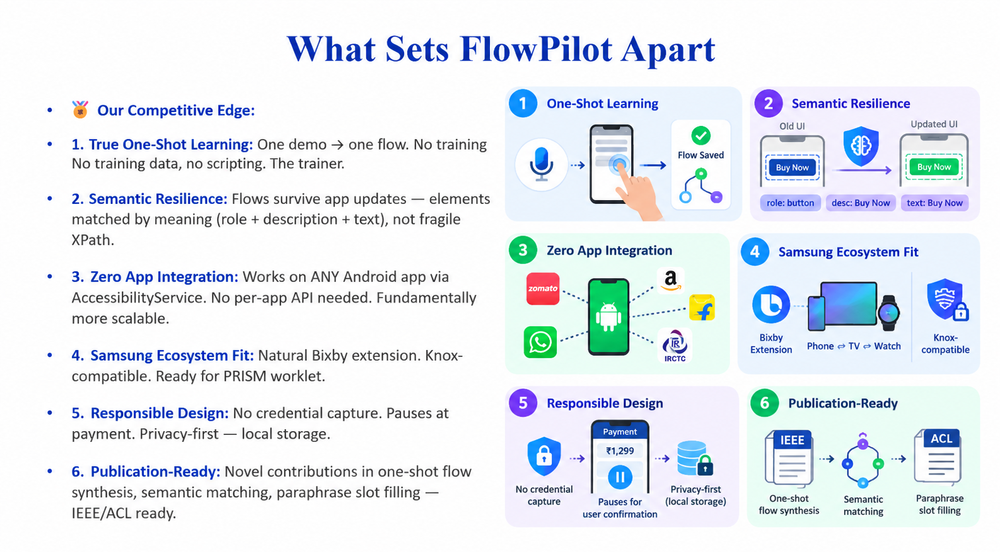 What Sets FlowPilot Apart
• 🏅 Our Competitive Edge:
• 1. True One-Shot Learning: One demo → one flow. No training
No training data, no scripting. The trainer.
• 2. Semantic Resilience: Flows survive app updates — elements
matched by meaning (role + description + text), not fragile
XPath.
• 3. Zero App Integration: Works on ANY Android app via
AccessibilityService. No per-app API needed. Fundamentally
more scalable.
• 4. Samsung Ecosystem Fit: Natural Bixby extension. Knox-
compatible. Ready for PRISM worklet.
• 5. Responsible Design: No credential capture. Pauses at
payment. Privacy-first — local storage.
• 6. Publication-Ready: Novel contributions in one-shot flow
synthesis, semantic matching, paraphrase slot filling —
IEEE/ACL ready.
1 One-Shot Learning
Flow Saved
2 Semantic Resilience
Old UI
Updated UI
Buy Now
Buy Now
role: button
desc: Buy Now
text: Buy Now
3 Zero App Integration
zomato
a
f
IRCTC
4 Samsung Ecosystem Fit
Bixby
Extension
Phone ⇌ TV ⇌ Watch
Knox-
compatible
5 Responsible Design
No credential
capture
Payment
₹1,299
Pauses for
user confirmation
Privacy-first
(local storage)
6 Publication-Ready
IEEE
ACL
One-shot
flow synthesis
Semantic
matching
Paraphrase
slot filling